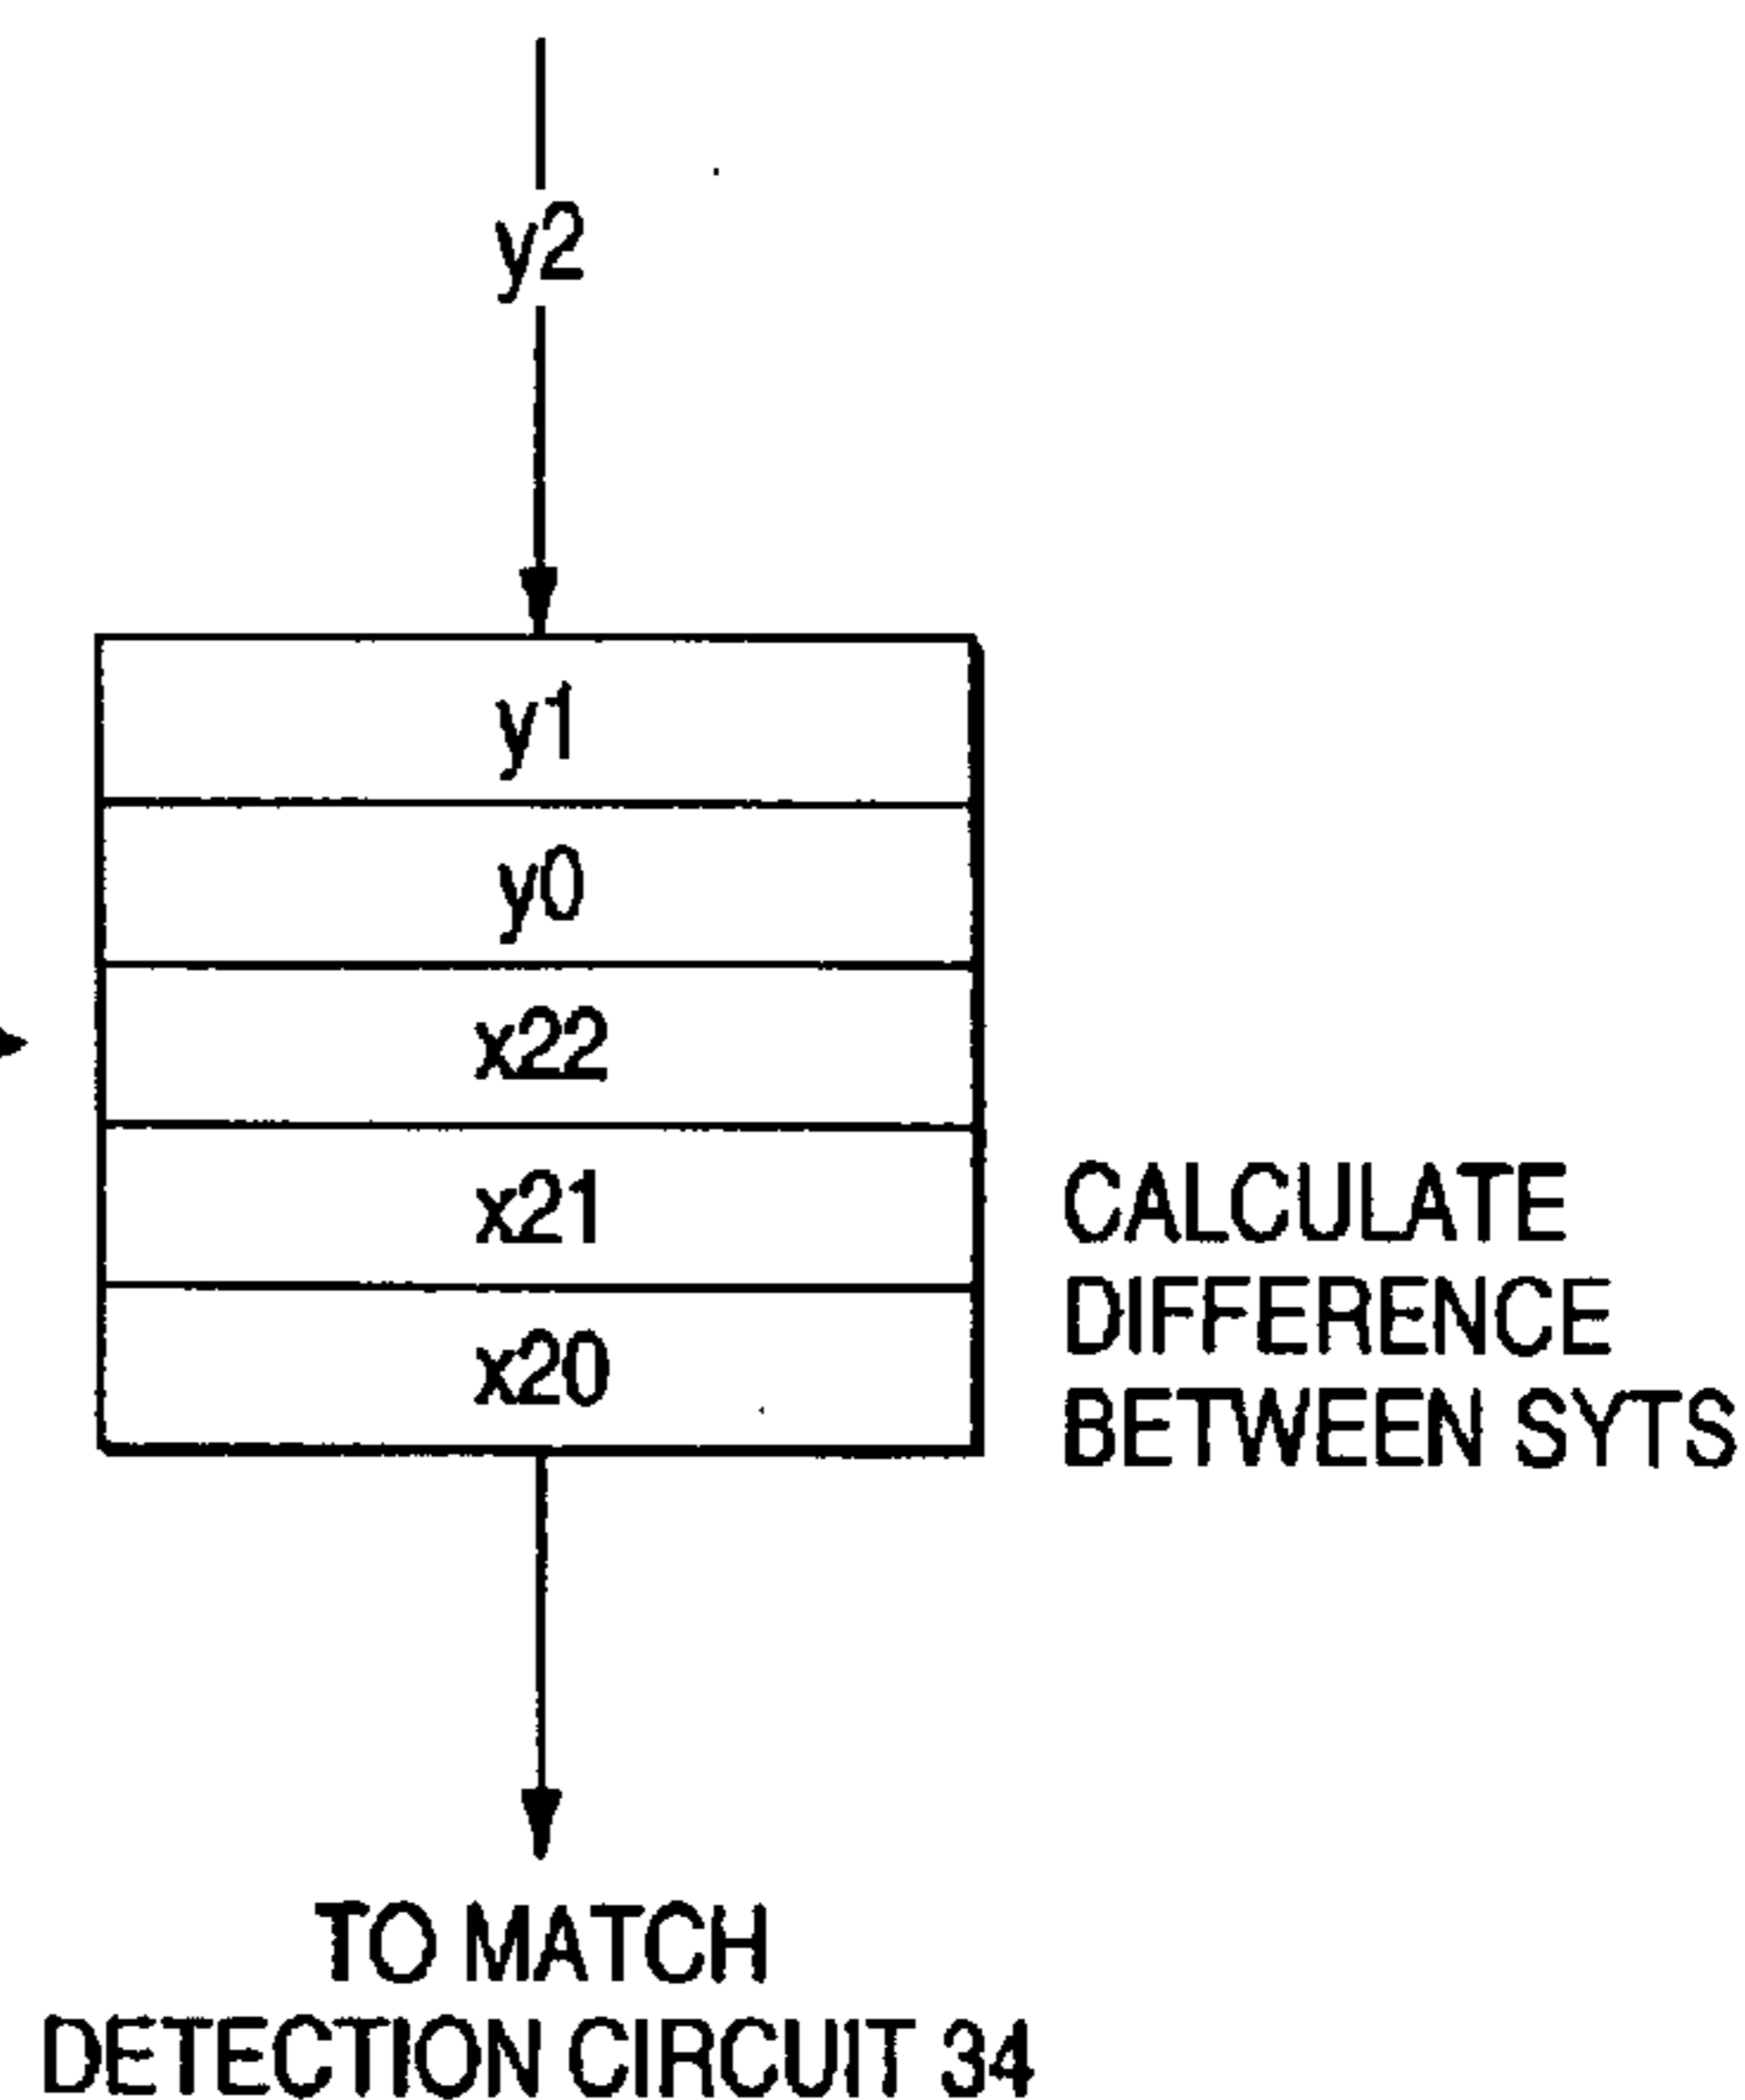 y2
y1
y0
x22
x21
x20
CALCULATE
DIFFERENCE
BETWEEN SYTS
TO MATCH
DETECTION CIRCUIT 34